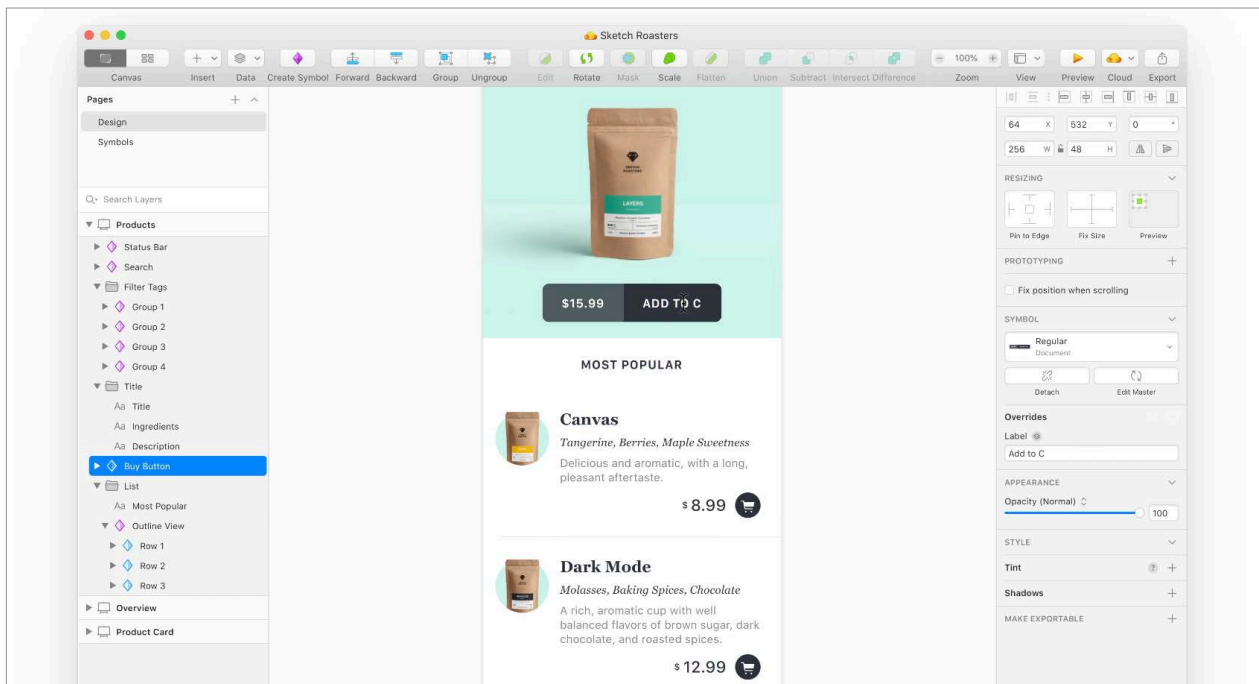 Sketch Roasters
100%
Canvas Insert Data Create Symbol Forward Backward Group Ungroup Edit Rotate Mask Scale Flatten Union Subtract Intersect Difference Zoom View Preview Cloud Export
Pages
Design
Symbols
Search Layers
Products
Status Bar
Search
Filter Tags
Group 1
Group 2
Group 3
Group 4
Title
Aa Title
Aa Ingredients
Aa Description
Buy Button
List
Aa Most Popular
Outline View
Row 1
Row 2
Row 3
Overview
Product Card
LAYERS
$15.99 ADD TO C
MOST POPULAR
Canvas
Tangerine, Berries, Maple Sweetness
Delicious and aromatic, with a long,
pleasant aftertaste.
$ 8.99
Dark Mode
Molasses, Baking Spices, Chocolate
A rich, aromatic cup with well
balanced flavors of brown sugar, dark
chocolate, and roasted spices.
$ 12.99
64 X 532 Y 0 °
256 W 48 H
RESIZING
Pin to Edge Fix Size Preview
PROTOTYPING
Fix position when scrolling
SYMBOL
Regular
Document
Detach Edit Master
Overrides
Label
Add to C
APPEARANCE
Opacity (Normal)
100
STYLE
Tint ?
Shadows
MAKE EXPORTABLE